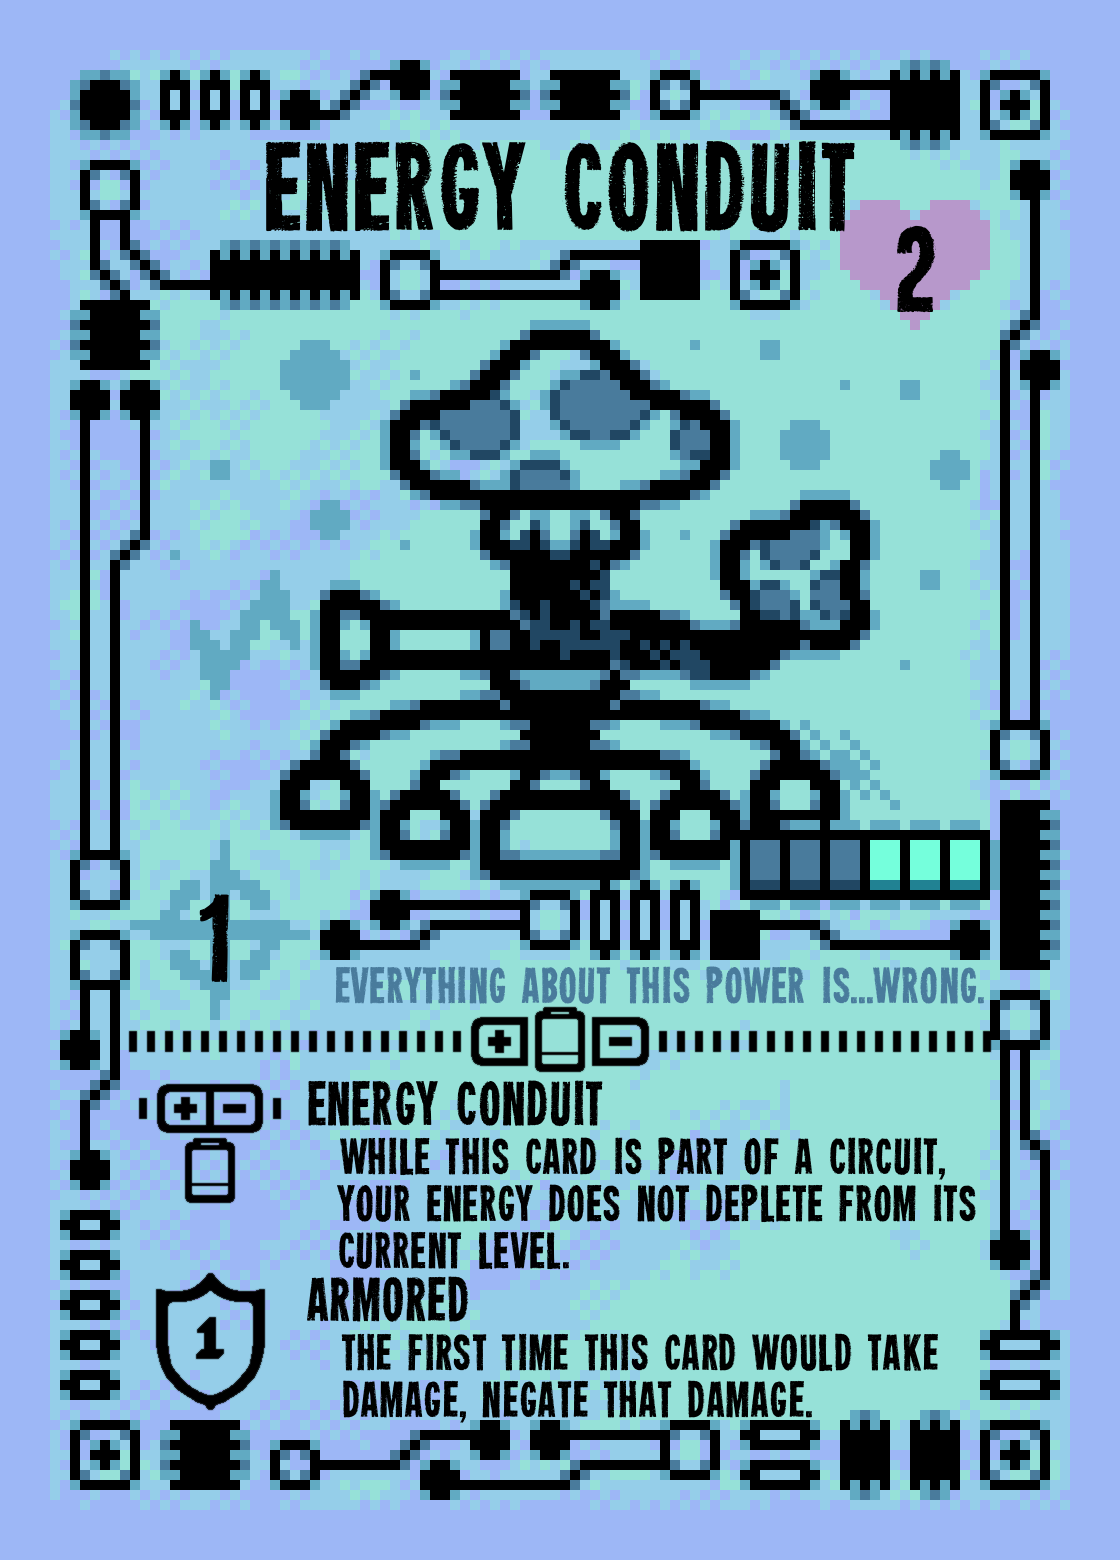 ENERGY CONDUIT
2
1
EVERYTHING ABOUT THIS POWER IS...WRONG.
ENERGY CONDUIT
WHILE THIS CARD IS PART OF A CIRCUIT,
YOUR ENERGY DOES NOT DEPLETE FROM ITS
CURRENT LEVEL.
ARMORED
1
THE FIRST TIME THIS CARD WOULD TAKE
DAMAGE, NEGATE THAT DAMAGE.